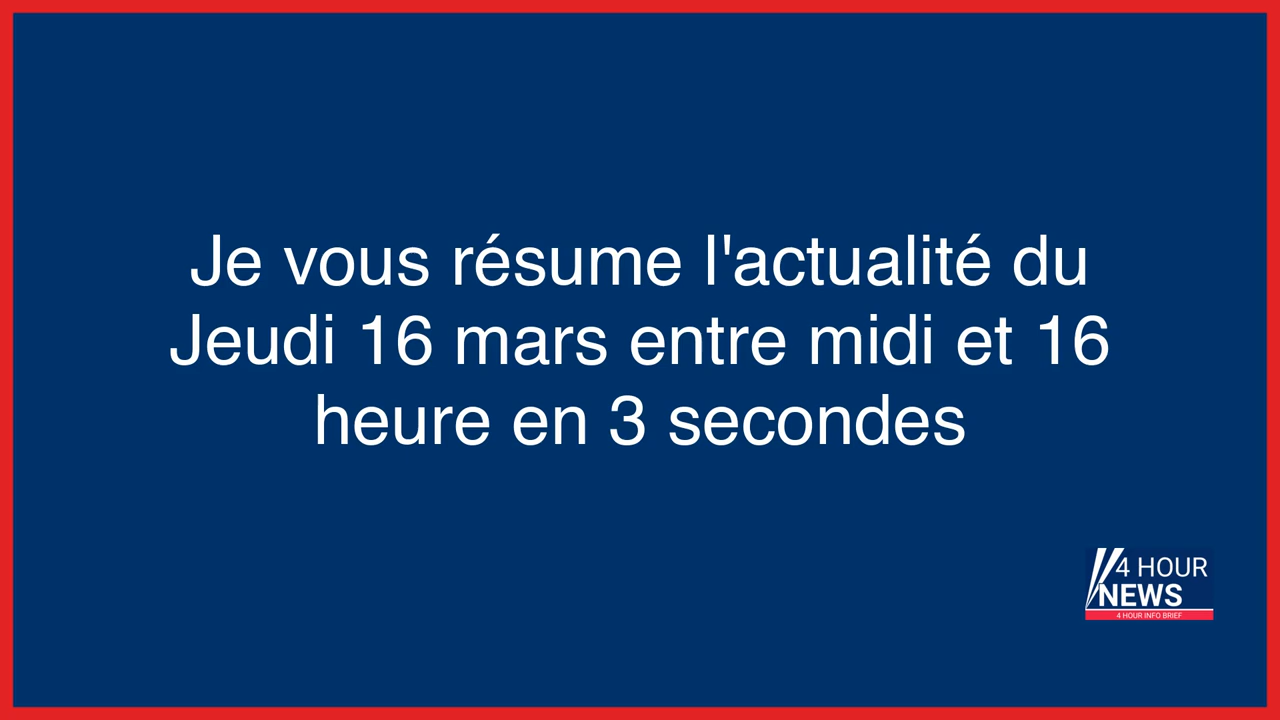 Je vous résume l'actualité du
Jeudi 16 mars entre midi et 16
heure en 3 secondes
4 HOUR
NEWS
4 HOUR INFO BRIEF